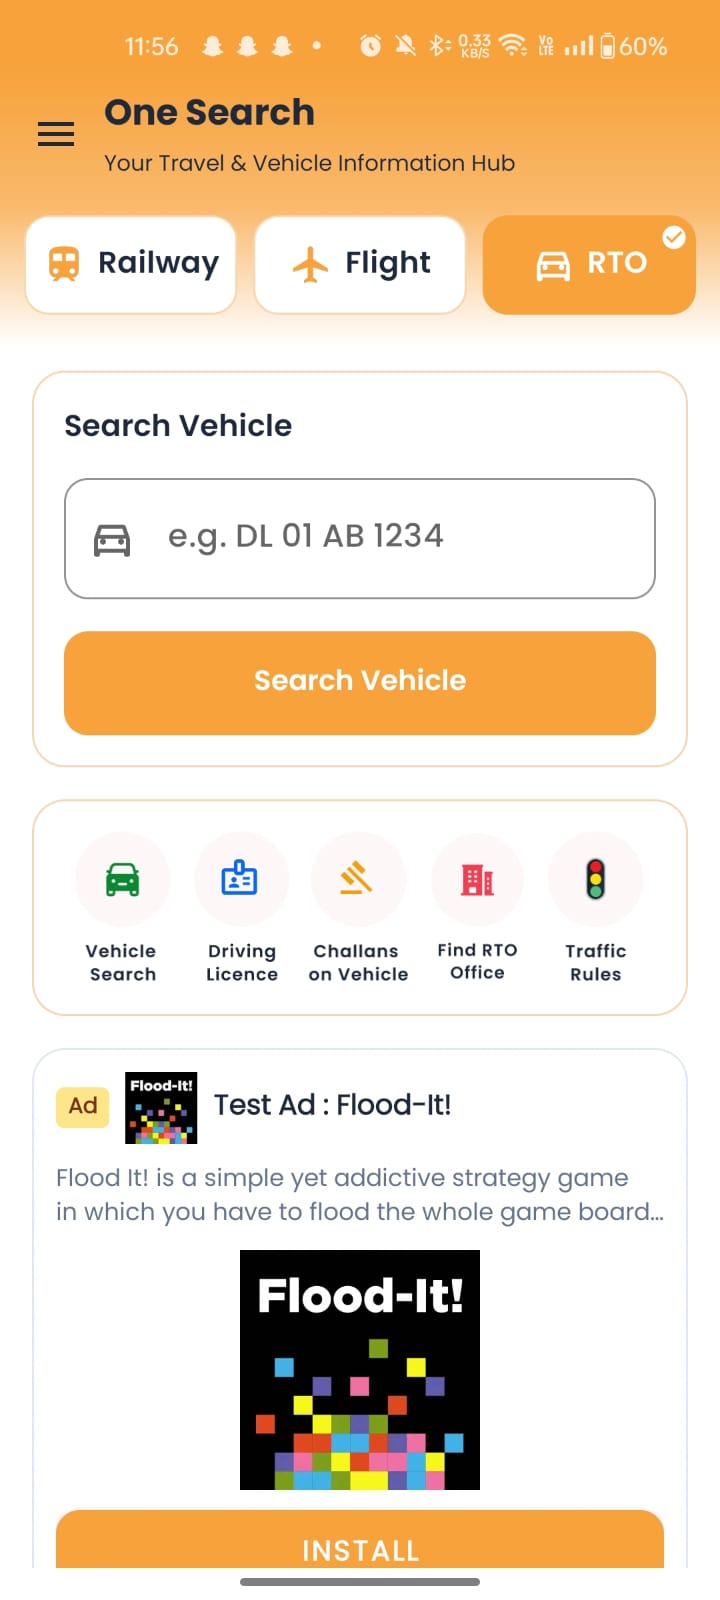 11:56
0.33
KB/S
Vo
LTE
60%
One Search
Your Travel & Vehicle Information Hub
Railway
Flight
RTO
Search Vehicle
e.g. DL 01 AB 1234
Search Vehicle
Vehicle
Search
Driving
Licence
Challans
on Vehicle
Find RTO
Office
Traffic
Rules
Ad
Flood-It!
Test Ad : Flood-It!
Flood It! is a simple yet addictive strategy game
in which you have to flood the whole game board...
Flood-It!
INSTALL